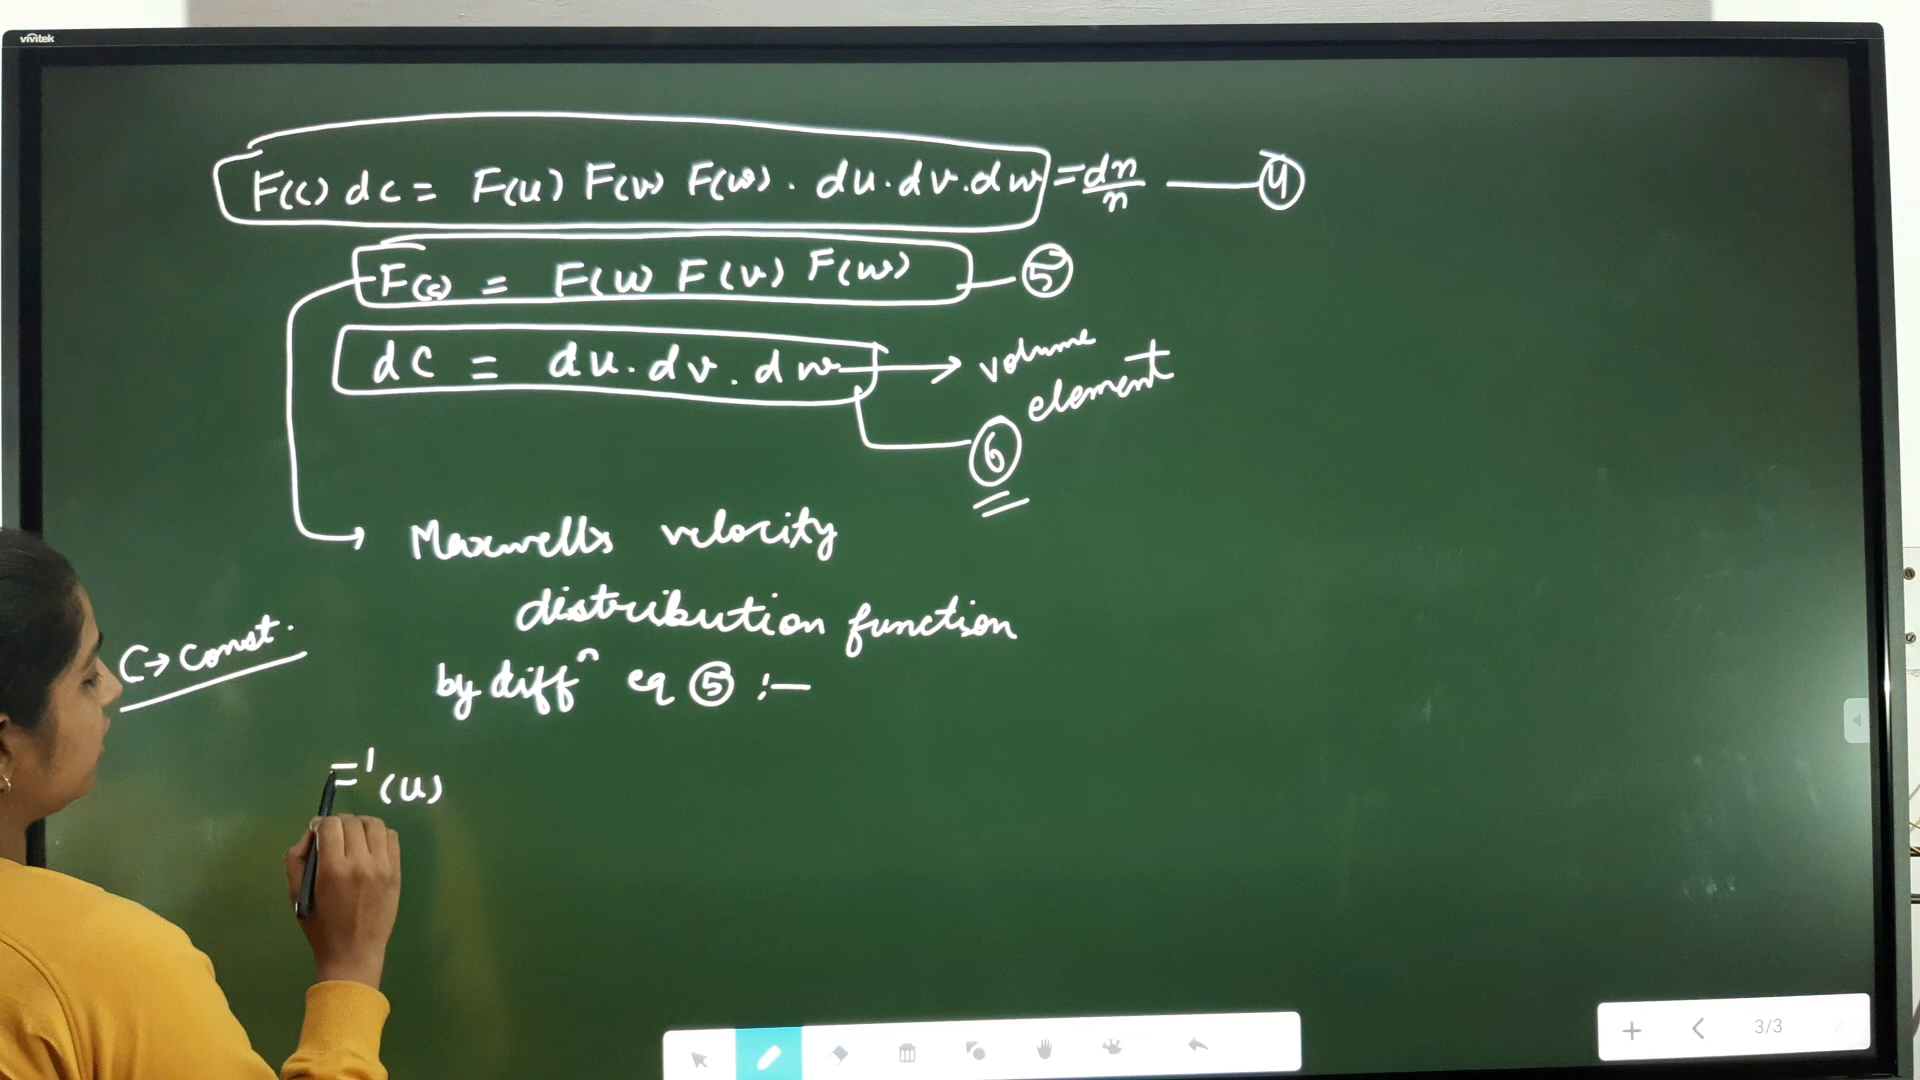 vivitek
F(c) dc = F(u) F(v) F(w) . du.dv.dw = dn/n — ④
F(c) = F(u) F(v) F(w) — ⑤
dc = du.dv.dw → volume element
⑥
Maxwells velocity
distribution function
C → const.
by diffⁿ eq ⑤ :—
F'(u)
3/3